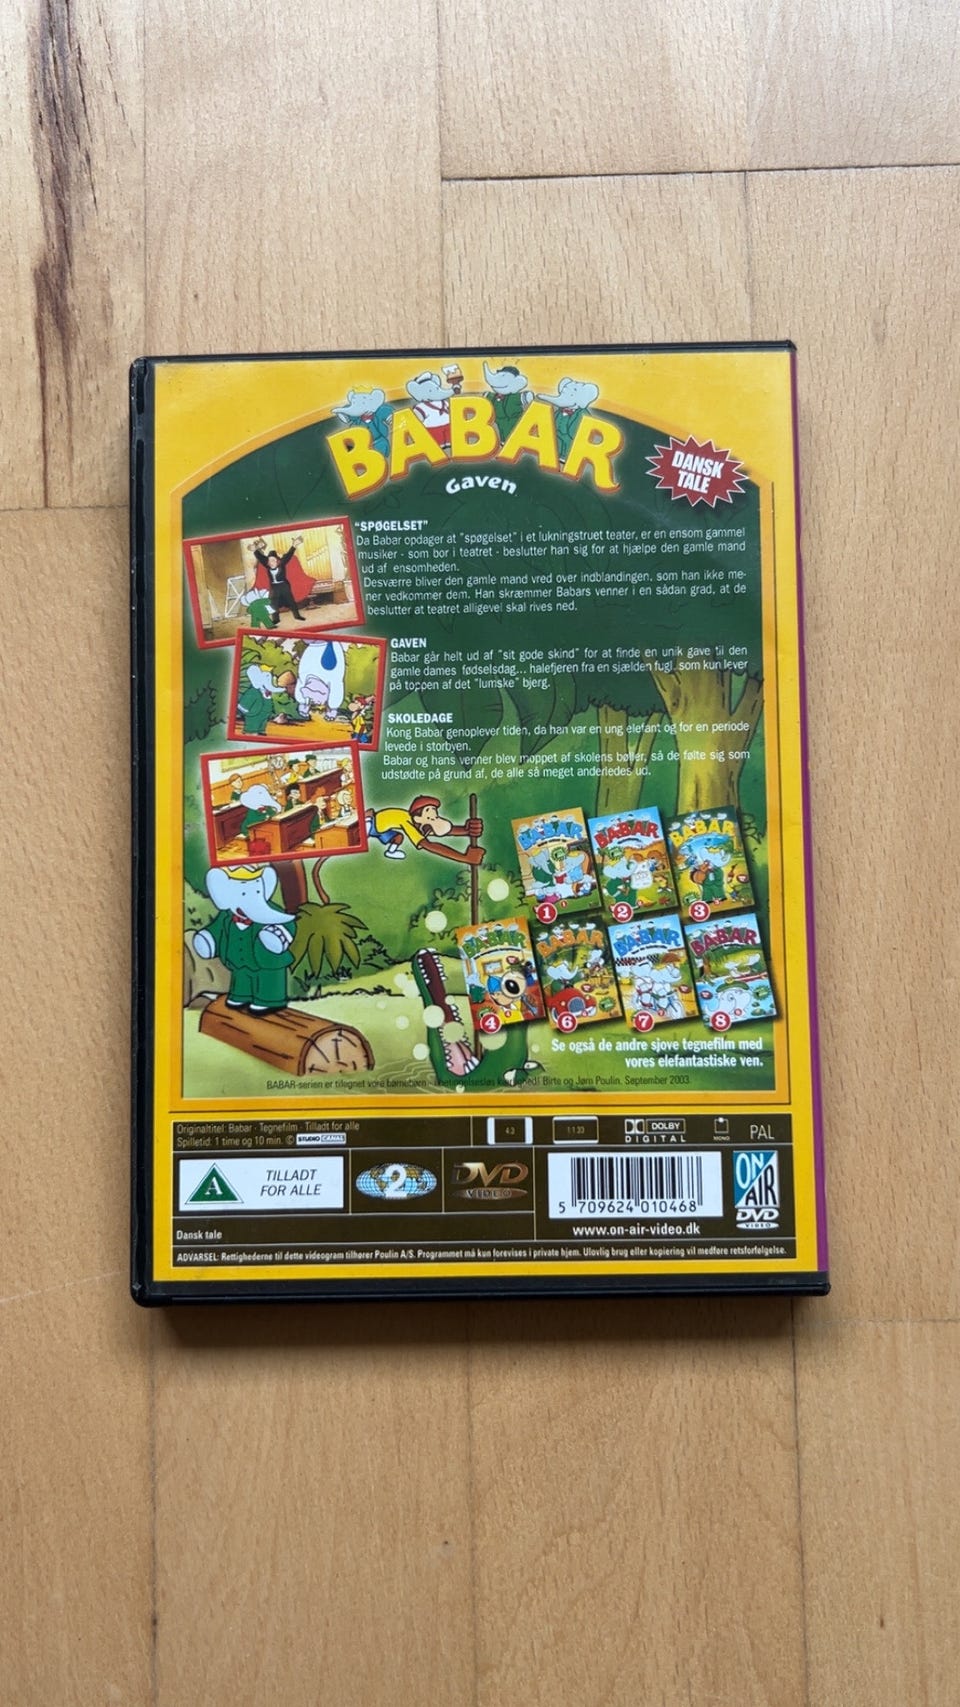 BABAR
Gaven
DANSK
TALE
"SPØGELSET"
Da Babar opdager at "spøgelset" i et lukningstruet teater, er en ensom gammel
musiker - som bor i teatret - beslutter han sig for at hjælpe den gamle mand
ud af ensomheden.
Desværre bliver den gamle mand vred over indblandingen, som han ikke me-
ner vedkommer dem. Han skræmmer Babars venner i en sådan grad, at de
beslutter at teatret alligevel skal rives ned.
GAVEN
Babar går helt ud af "sit gode skind" for at finde en unik gave til den
gamle dames fødselsdag... halefjeren fra en sjælden fugl, som kun lever
på toppen af det "lumske" bjerg.
SKOLEDAGE
Kong Babar genoplever tiden, da han var en ung elefant og for en periode
levede i storbyen.
Babar og hans venner blev moppet af skolens bøller, så de følte sig som
udstødte på grund af, de alle så meget anderledes ud.
BABAR
1
BABAR
2
BABAR
3
BABAR
4
BABAR
6
BABAR
7
BABAR
8
Se også de andre sjove tegnefilm med
vores elefantastiske ven.
BABAR-serien er tilegnet vore børnebørn - betingelsesløs kærlighed! Birte og Jørn Poulin. September 2003.
Originaltitel: Babar · Tegnefilm · Tilladt for alle
Spilletid: 1 time og 10 min. © STUDIO CANAL
4:3
1:1.33
DOLBY
DIGITAL
MONO
PAL
A
TILLADT
FOR ALLE
2
DVD
VIDEO
5 709624 010468
www.on-air-video.dk
ON
AIR
DVD
VIDEO
Dansk tale
ADVARSEL: Rettighederne til dette videogram tilhører Poulin A/S. Programmet må kun forevises i private hjem. Ulovlig brug eller kopiering vil medføre retsforfølgelse.